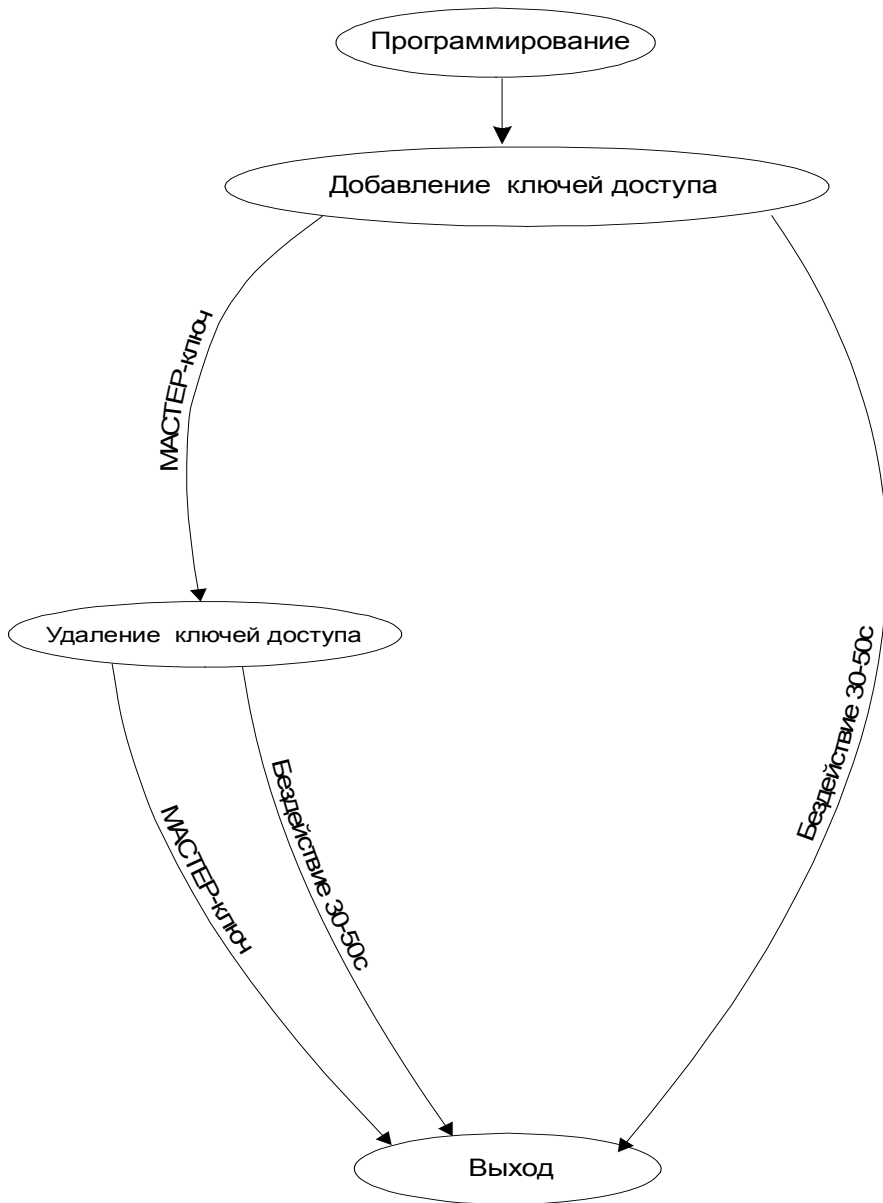 Программирование
Добавление ключей доступа
МАСТЕР-ключ
Удаление ключей доступа
МАСТЕР-ключ
Бездействие 30-50с
Бездействие 30-50с
Выход